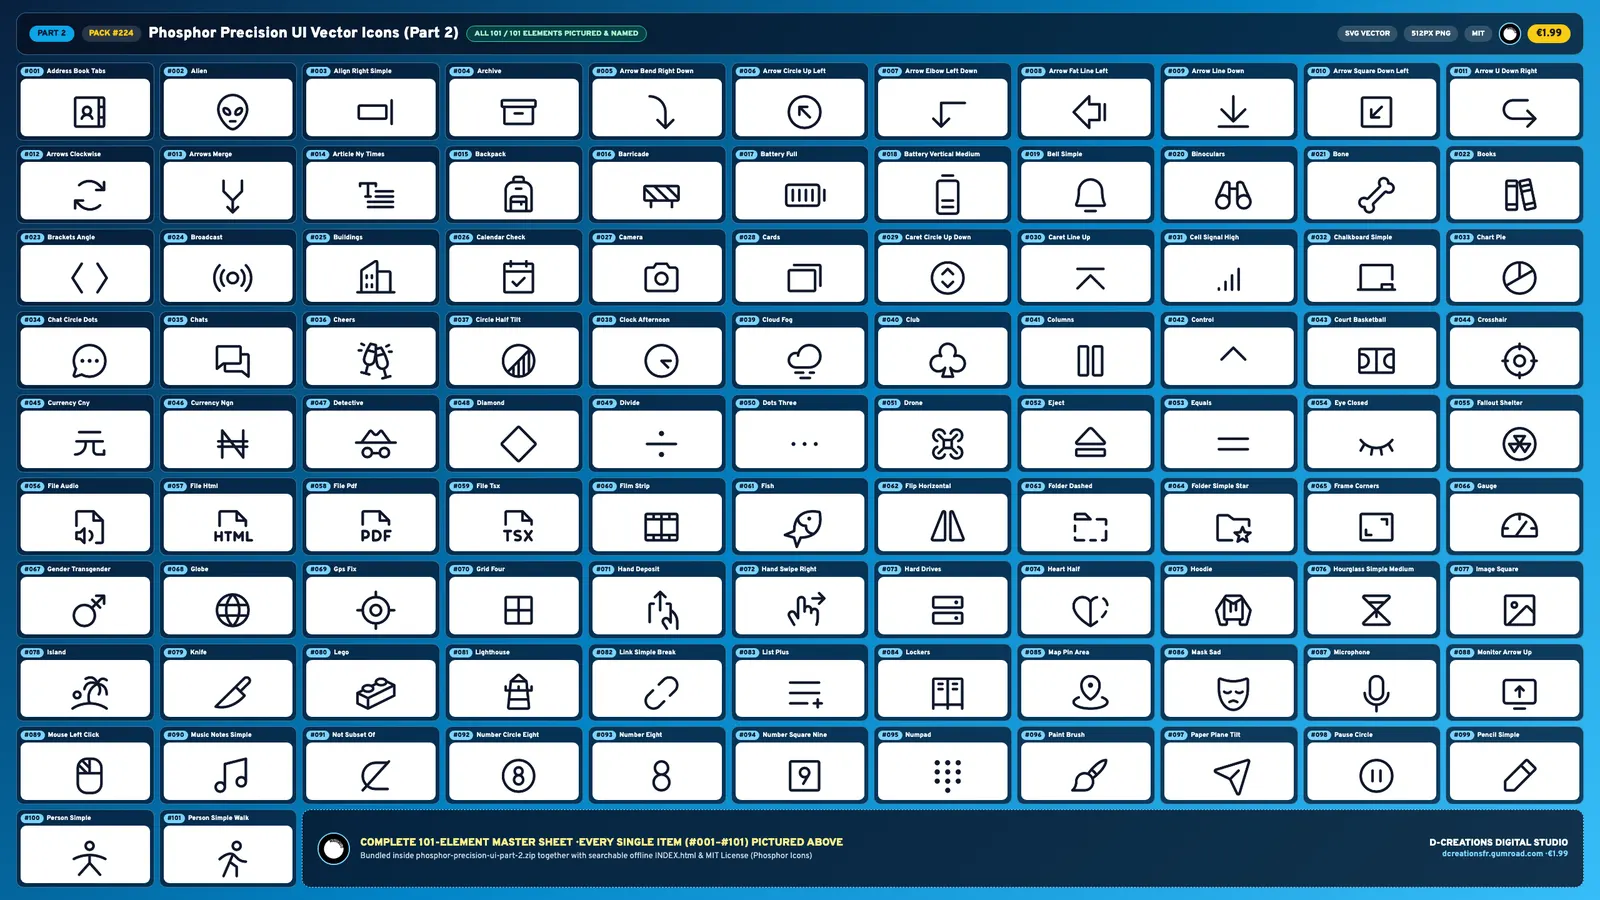 PART 2 PACK #224 Phosphor Precision UI Vector Icons (Part 2) ALL 101 / 101 ELEMENTS PICTURED & NAMED SVG VECTOR 512PX PNG MIT €1.99
#001 Address Book Tabs #002 Alien #003 Align Right Simple #004 Archive #005 Arrow Bend Right Down #006 Arrow Circle Up Left #007 Arrow Elbow Left Down #008 Arrow Fat Line Left #009 Arrow Line Down #010 Arrow Square Down Left #011 Arrow U Down Right
#012 Arrows Clockwise #013 Arrows Merge #014 Article Ny Times #015 Backpack #016 Barricade #017 Battery Full #018 Battery Vertical Medium #019 Bell Simple #020 Binoculars #021 Bone #022 Books
#023 Brackets Angle #024 Broadcast #025 Buildings #026 Calendar Check #027 Camera #028 Cards #029 Caret Circle Up Down #030 Caret Line Up #031 Cell Signal High #032 Chalkboard Simple #033 Chart Pie
#034 Chat Circle Dots #035 Chats #036 Cheers #037 Circle Half Tilt #038 Clock Afternoon #039 Cloud Fog #040 Club #041 Columns #042 Control #043 Court Basketball #044 Crosshair
#045 Currency Cny #046 Currency Ngn #047 Detective #048 Diamond #049 Divide #050 Dots Three #051 Drone #052 Eject #053 Equals #054 Eye Closed #055 Fallout Shelter
元
#056 File Audio #057 File Html #058 File Pdf #059 File Tsx #060 Film Strip #061 Fish #062 Flip Horizontal #063 Folder Dashed #064 Folder Simple Star #065 Frame Corners #066 Gauge
HTML PDF TSX
#067 Gender Transgender #068 Globe #069 Gps Fix #070 Grid Four #071 Hand Deposit #072 Hand Swipe Right #073 Hard Drives #074 Heart Half #075 Hoodie #076 Hourglass Simple Medium #077 Image Square
#078 Island #079 Knife #080 Lego #081 Lighthouse #082 Link Simple Break #083 List Plus #084 Lockers #085 Map Pin Area #086 Mask Sad #087 Microphone #088 Monitor Arrow Up
#089 Mouse Left Click #090 Music Notes Simple #091 Not Subset Of #092 Number Circle Eight #093 Number Eight #094 Number Square Nine #095 Numpad #096 Paint Brush #097 Paper Plane Tilt #098 Pause Circle #099 Pencil Simple
8 8 9
#100 Person Simple #101 Person Simple Walk
COMPLETE 101-ELEMENT MASTER SHEET · EVERY SINGLE ITEM (#001–#101) PICTURED ABOVE
Bundled inside phosphor-precision-ui-part-2.zip together with searchable offline INDEX.html & MIT License (Phosphor Icons)
D-CREATIONS DIGITAL STUDIO
dcreationsfr.gumroad.com · €1.99